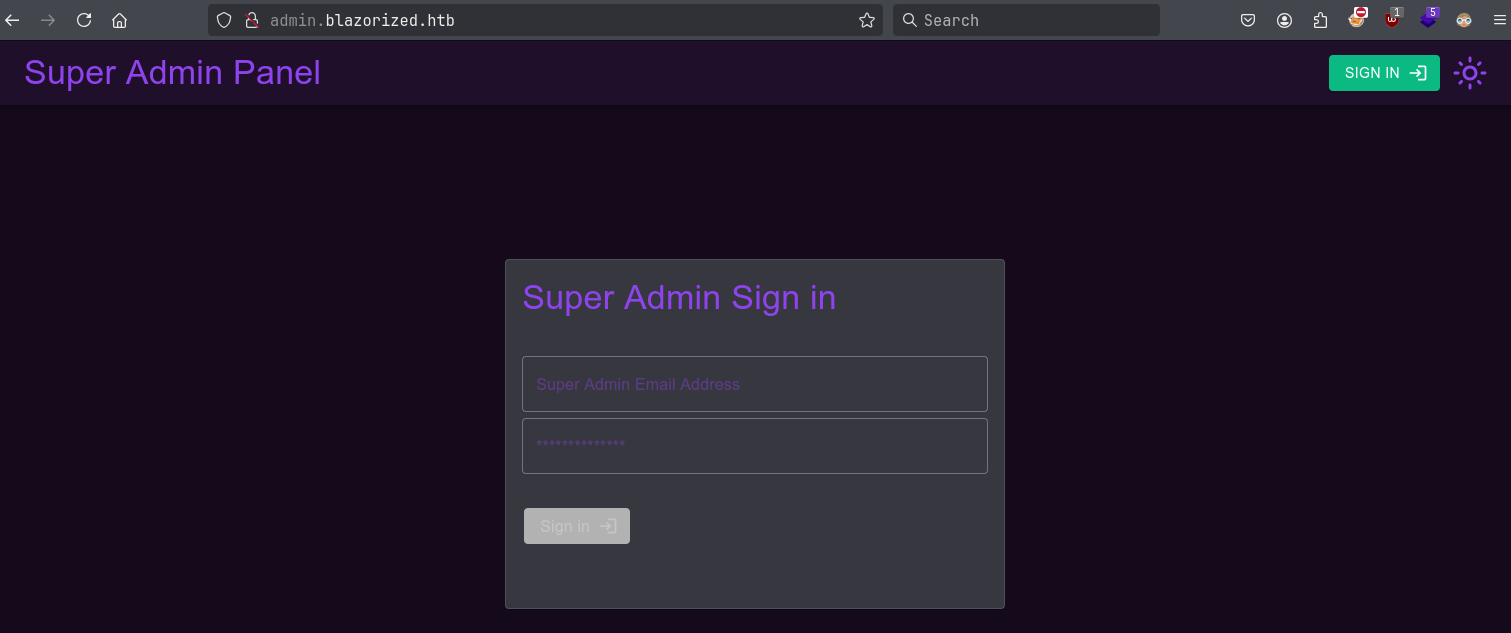 admin.blazorized.htb
Search
1
5
Super Admin Panel
SIGN IN
Super Admin Sign in
Super Admin Email Address
**************
Sign in